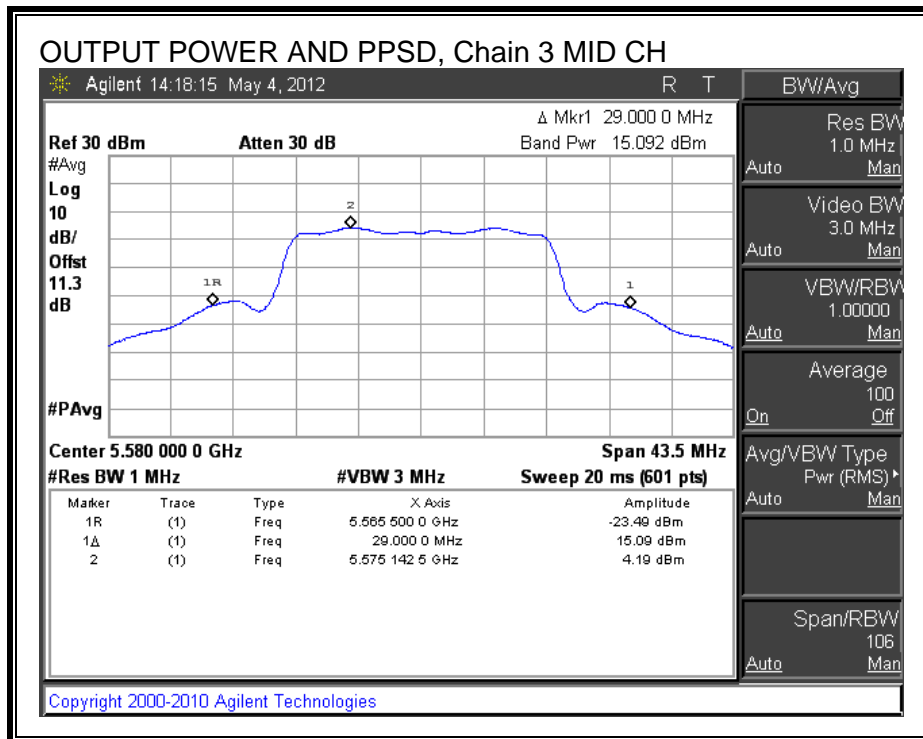 OUTPUT POWER AND PPSD, Chain 3 MID CH
Agilent 14:18:15 May 4, 2012 R T
Δ Mkr1 29.000 0 MHz
Ref 30 dBm Atten 30 dB Band Pwr 15.092 dBm
#Avg
Log
10
dB/
Offst
11.3
dB
#PAvg
2
1R
1
Center 5.580 000 0 GHz Span 43.5 MHz
#Res BW 1 MHz #VBW 3 MHz Sweep 20 ms (601 pts)
Marker Trace Type X Axis Amplitude
1R (1) Freq 5.565 500 0 GHz -23.49 dBm
1Δ (1) Freq 29.000 0 MHz 15.09 dBm
2 (1) Freq 5.575 142 5 GHz 4.19 dBm
BW/Avg
Res BW
1.0 MHz
Auto Man
Video BW
3.0 MHz
Auto Man
VBW/RBW
1.00000
Auto Man
Average
100
On Off
Avg/VBW Type
Pwr (RMS)
Auto Man
Span/RBW
106
Auto Man
Copyright 2000-2010 Agilent Technologies